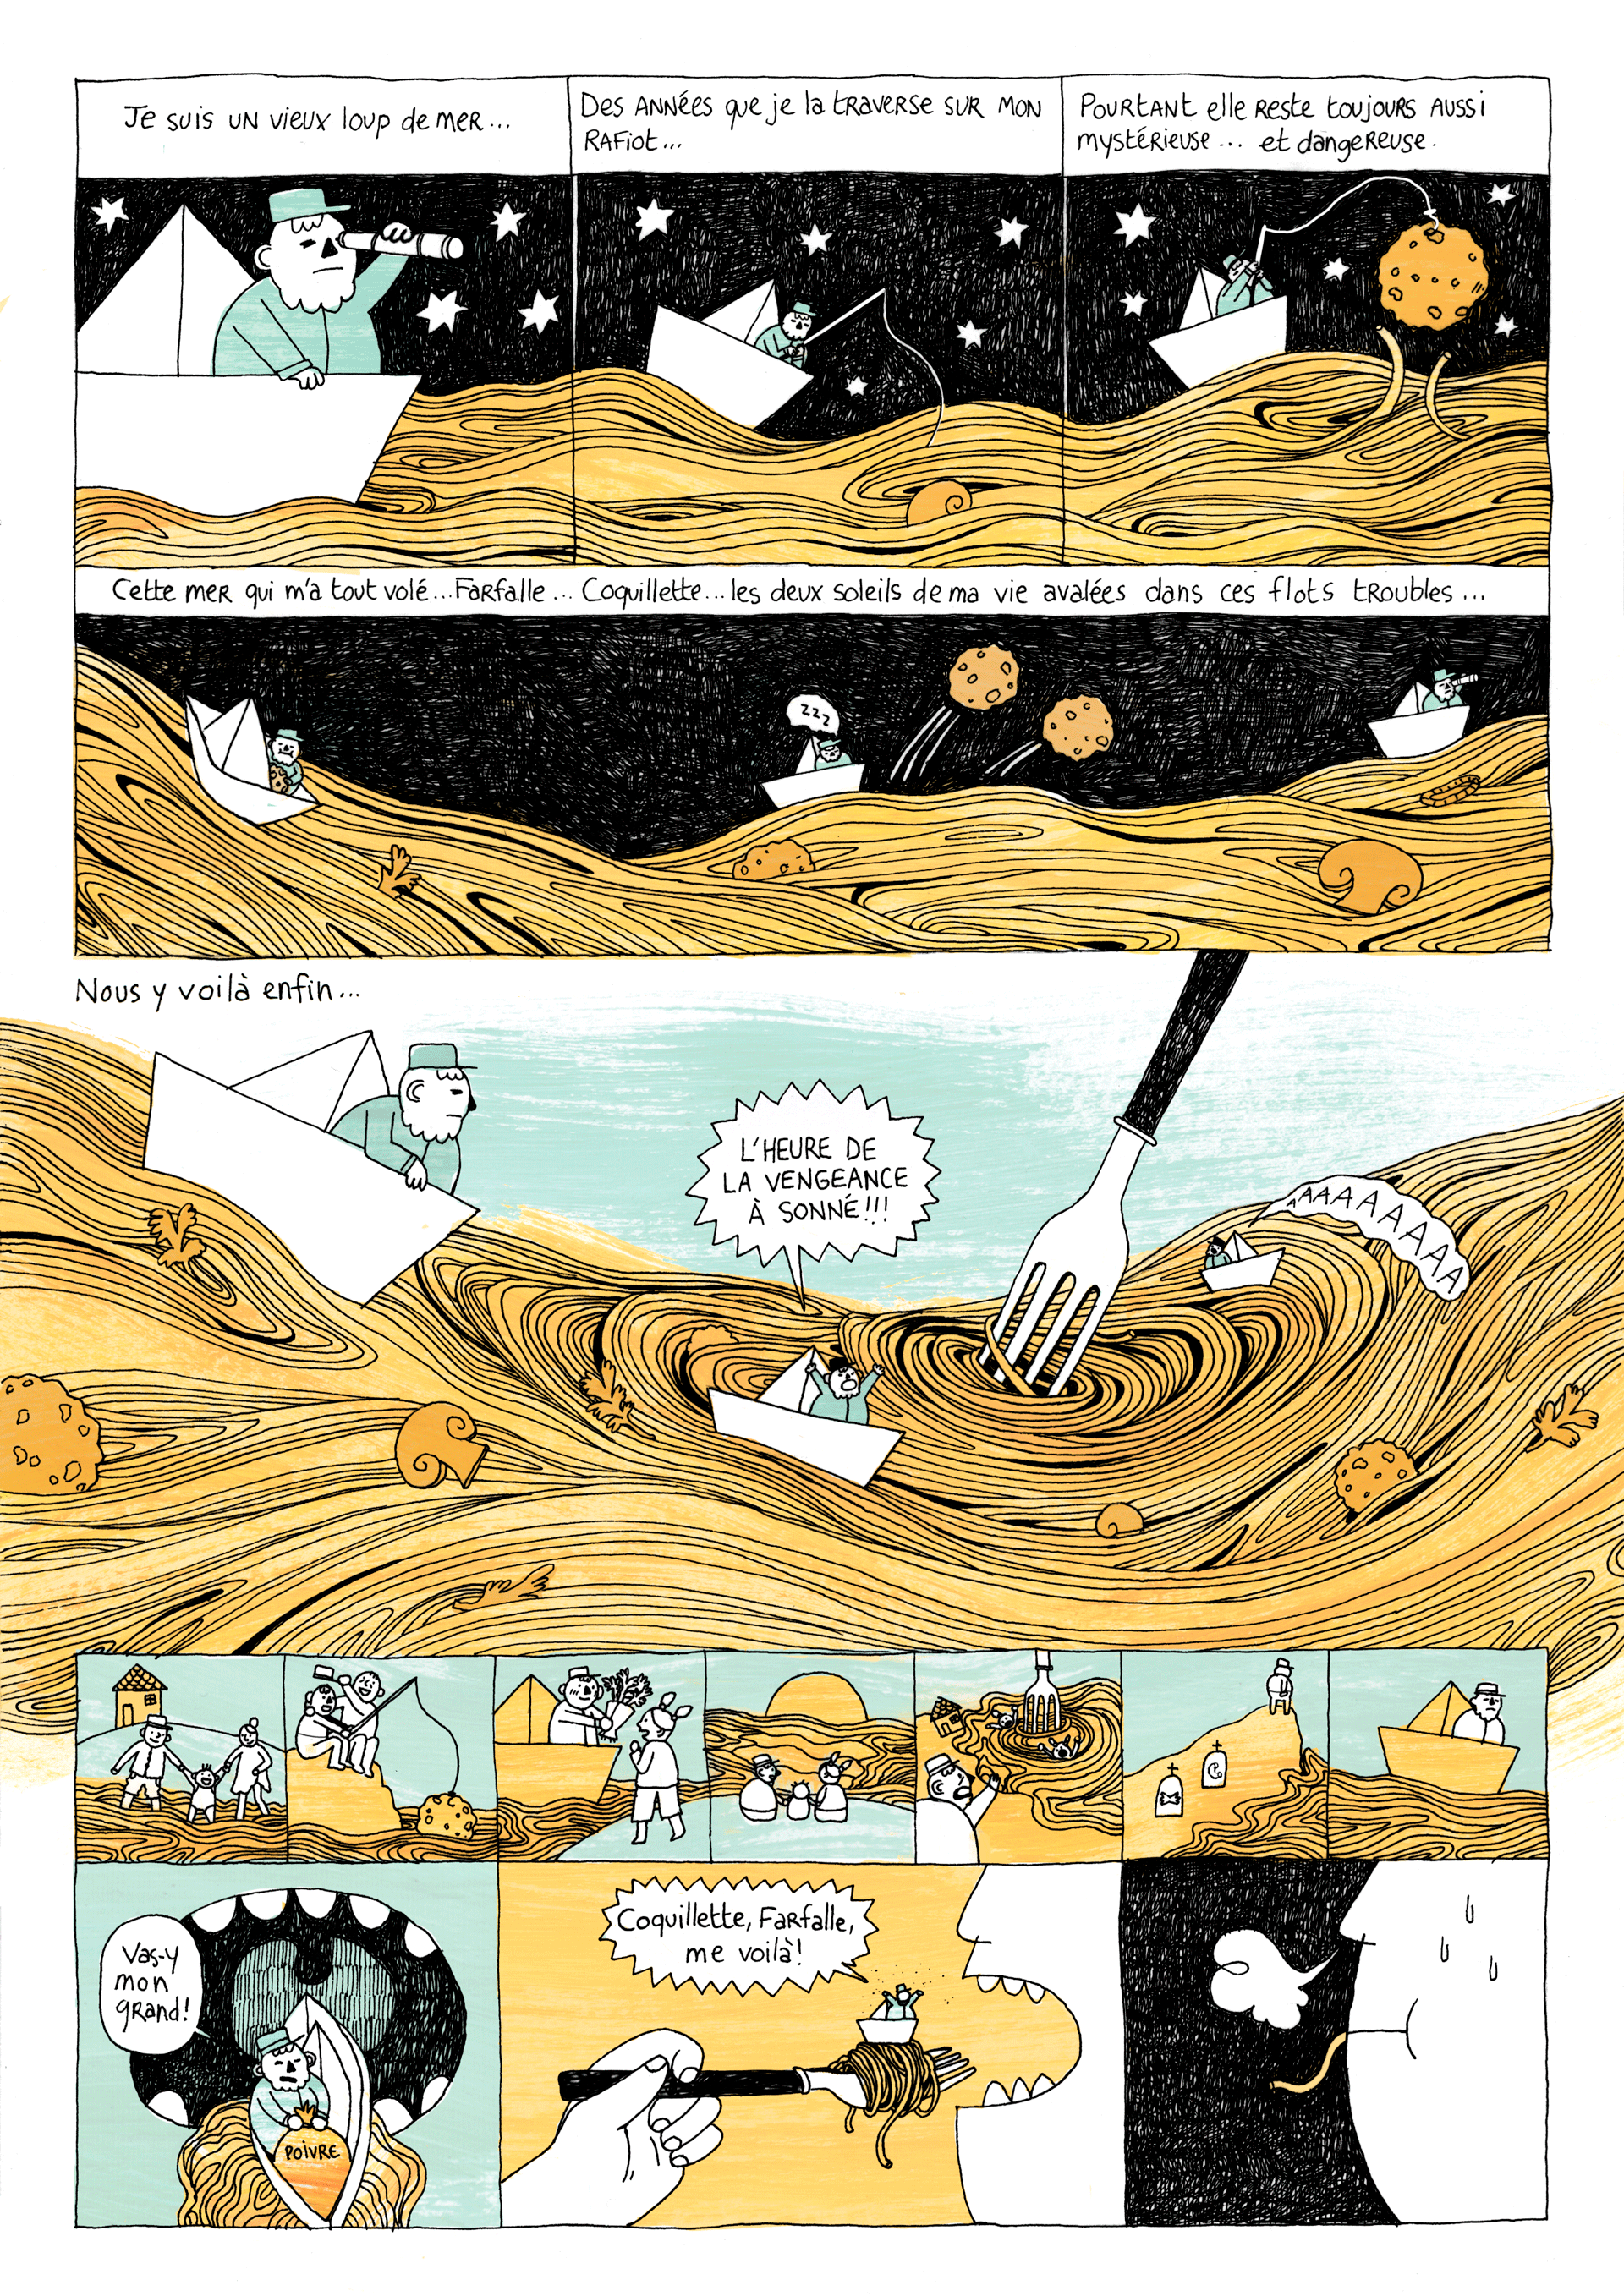 Je suis un vieux loup de mer...
Des années que je la traverse sur mon
rafiot...
Pourtant elle reste toujours aussi
mystérieuse... et dangereuse.
Cette mer qui m'a tout volé... Farfalle... Coquillette... les deux soleils de ma vie avalées dans ces flots troubles...
zzz
Nous y voilà enfin...
L'HEURE DE
LA VENGEANCE
À SONNÉ!!!
AAAAAAAAA
Vas-y
mon
grand!
POIVRE
Coquillette, Farfalle,
me voilà!